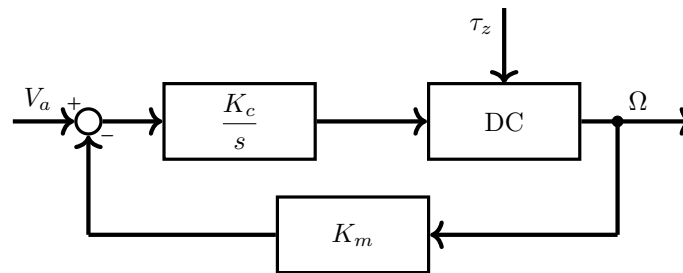 τ_z
V_a + K_c/s DC Ω
−
K_m